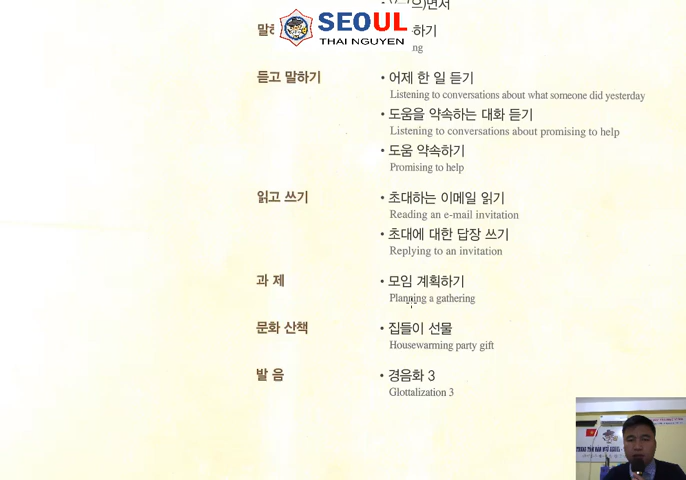 으)면서
SEOUL
THAI NGUYEN
말하
하기
ng
듣고 말하기
• 어제 한 일 듣기
Listening to conversations about what someone did yesterday
• 도움을 약속하는 대화 듣기
Listening to conversations about promising to help
• 도움 약속하기
Promising to help
읽고 쓰기
• 초대하는 이메일 읽기
Reading an e-mail invitation
• 초대에 대한 답장 쓰기
Replying to an invitation
과 제
• 모임 계획하기
Planning a gathering
문화 산책
• 집들이 선물
Housewarming party gift
발 음
• 경음화 3
Glottalization 3